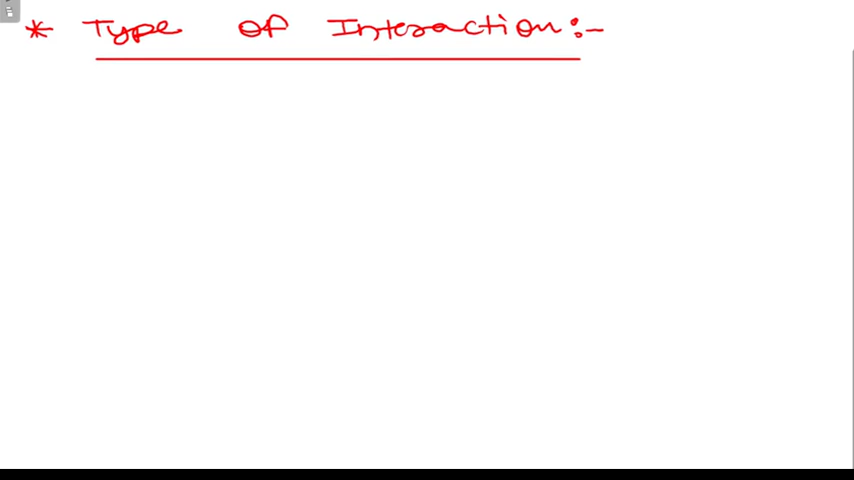 * Type of Interaction:-